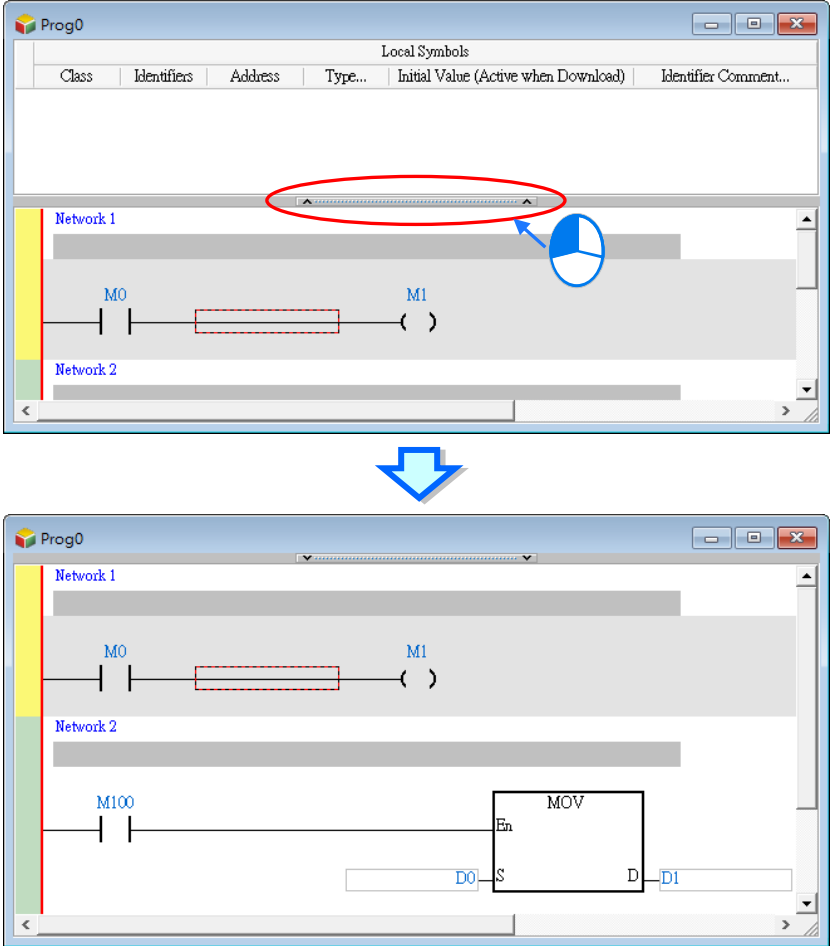 Prog0
Local Symbols
Class Identifiers Address Type... Initial Value (Active when Download) Identifier Comment...
Network 1
M0 M1
Network 2
Prog0
Network 1
M0 M1
Network 2
M100
MOV
En
D0 S D D1